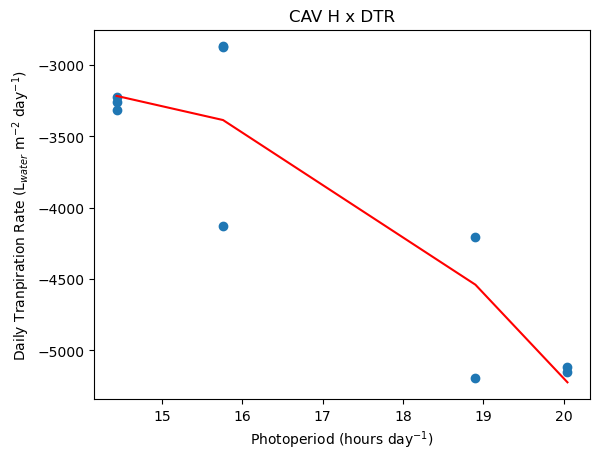 CAV H x DTR
Daily Tranpiration Rate (L$_{water}$ m$^{-2}$ day$^{-1}$)
−3000
−3500
−4000
−4500
−5000
15 16 17 18 19 20
Photoperiod (hours day$^{-1}$)